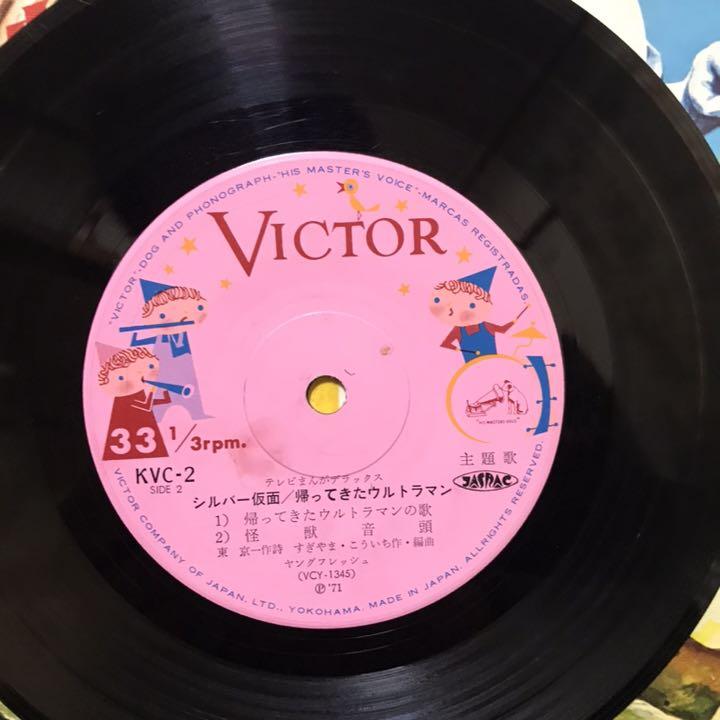 "VICTOR"-DOG AND PHONOGRAPH-"HIS MASTER'S VOICE"-MARCAS REGISTRADAS
VICTOR
33 1/3rpm.
"HIS MASTERS VOICE"
主題歌
JASRAC
KVC-2
SIDE 2
テレビまんがデラックス
シルバー仮面/帰ってきたウルトラマン
1) 帰ってきたウルトラマンの歌
2) 怪獣音頭
東 京一作詩 すぎやま・こういち作・編曲
ヤングフレッシュ
(VCY-1345)
Ⓟ '71
VICTOR COMPANY OF JAPAN, LTD., YOKOHAMA, MADE IN JAPAN, ALLRIGHTS RESERVED.